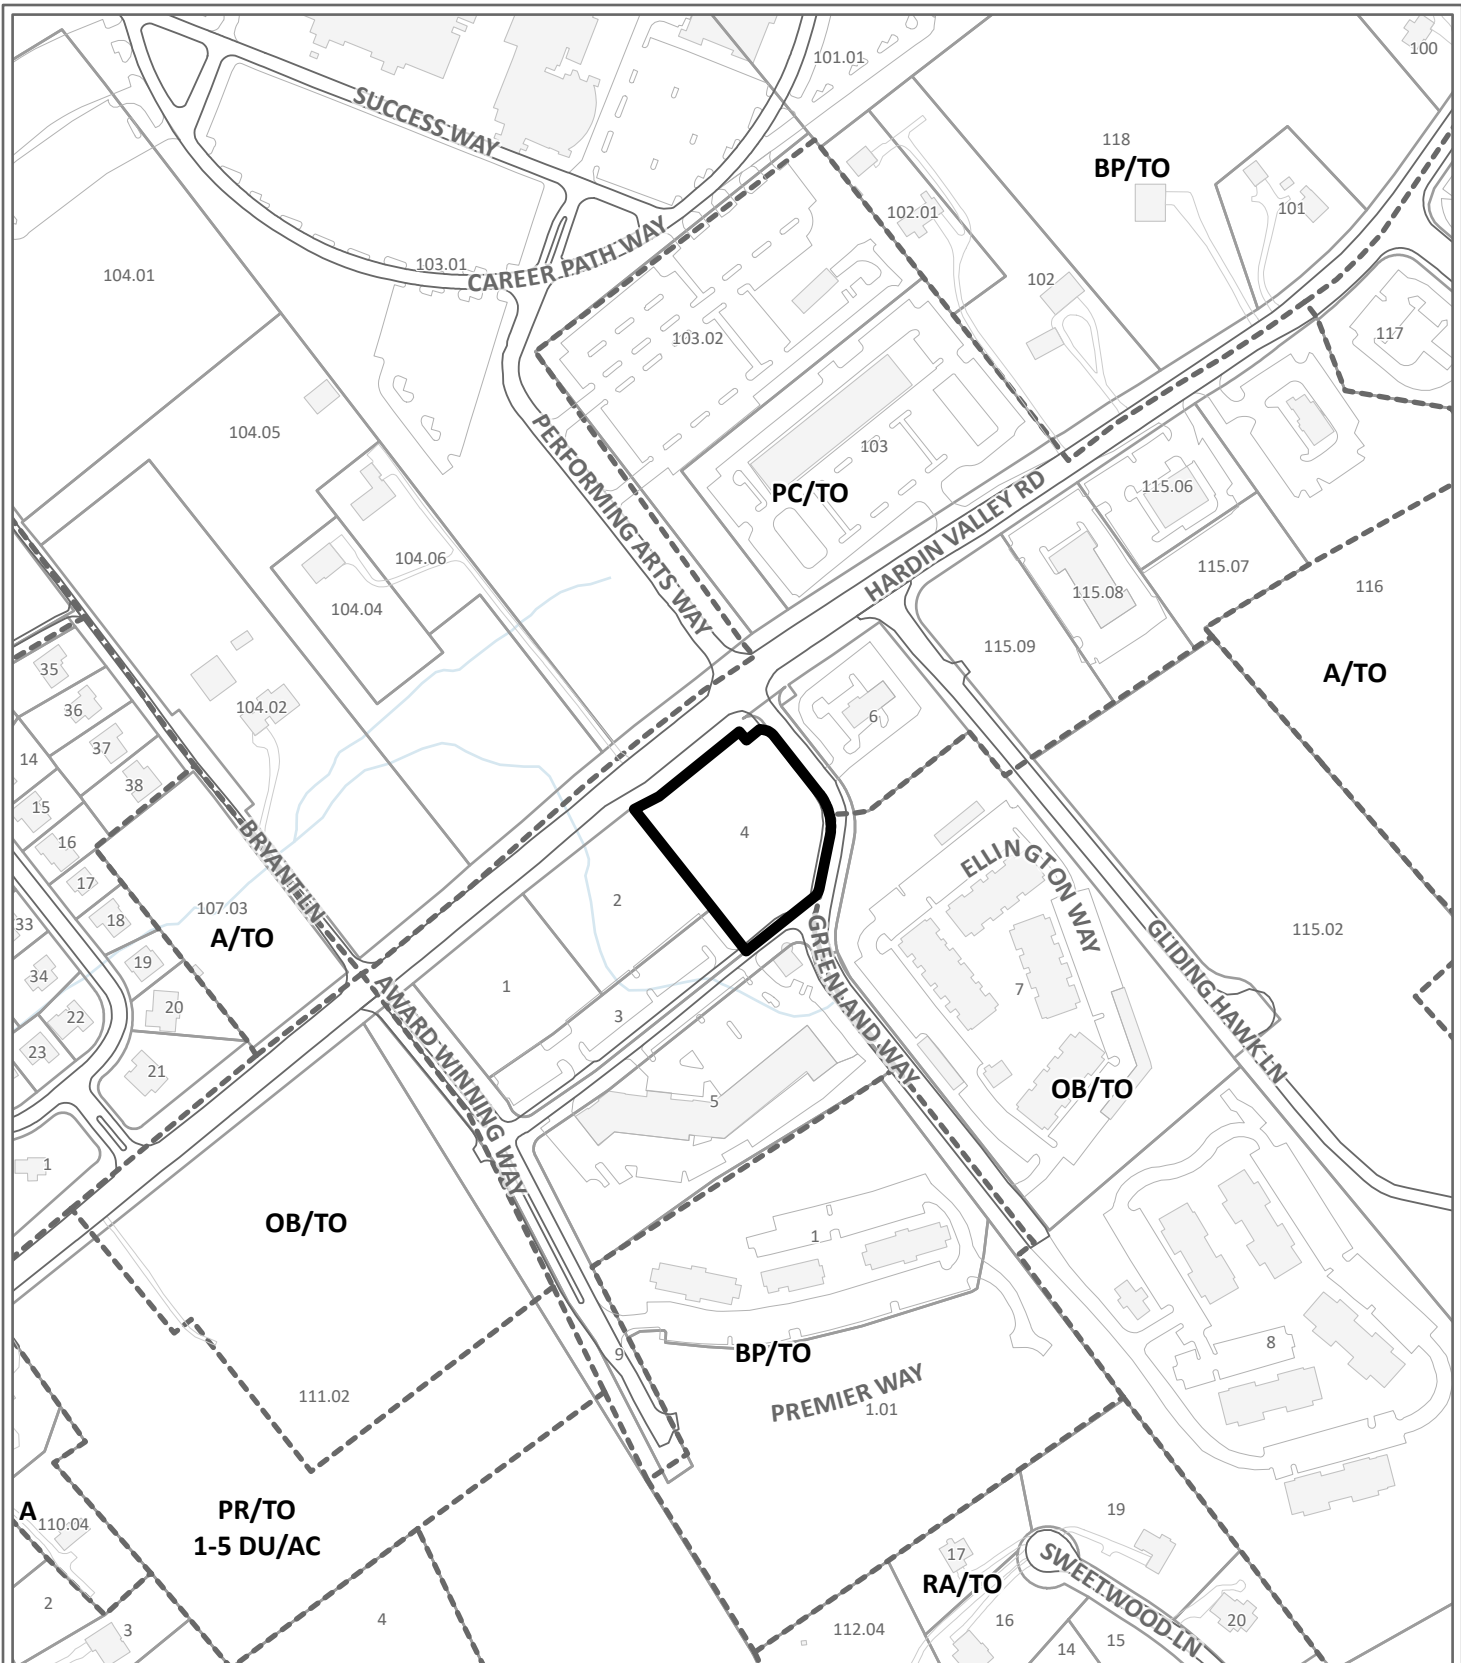 100
101.01
SUCCESS WAY
118
BP/TO
102.01
101
CAREER PATH WAY
103.01
104.01
102
103.02
117
104.05
PERFORMING ARTS WAY
103
PC/TO
HARDIN VALLEY RD
115.06
104.06
115.07
115.08
116
104.04
115.09
35
A/TO
36
104.02
6
37
14
38
15
4
16
BRYANT LN
ELLINGTON WAY
17
2
107.03
18
33
A/TO
GREENLAND WAY
GLIDING HAWK LN
115.02
19
34
1
7
AWARD WINNING WAY
20
22
3
23
21
OB/TO
5
1
OB/TO
1
8
9
BP/TO
PREMIER WAY
1.01
111.02
PR/TO
1-5 DU/AC
A
110.04
19
17
SWEETWOOD LN
RA/TO
2
4
16
20
3
112.04
14
15